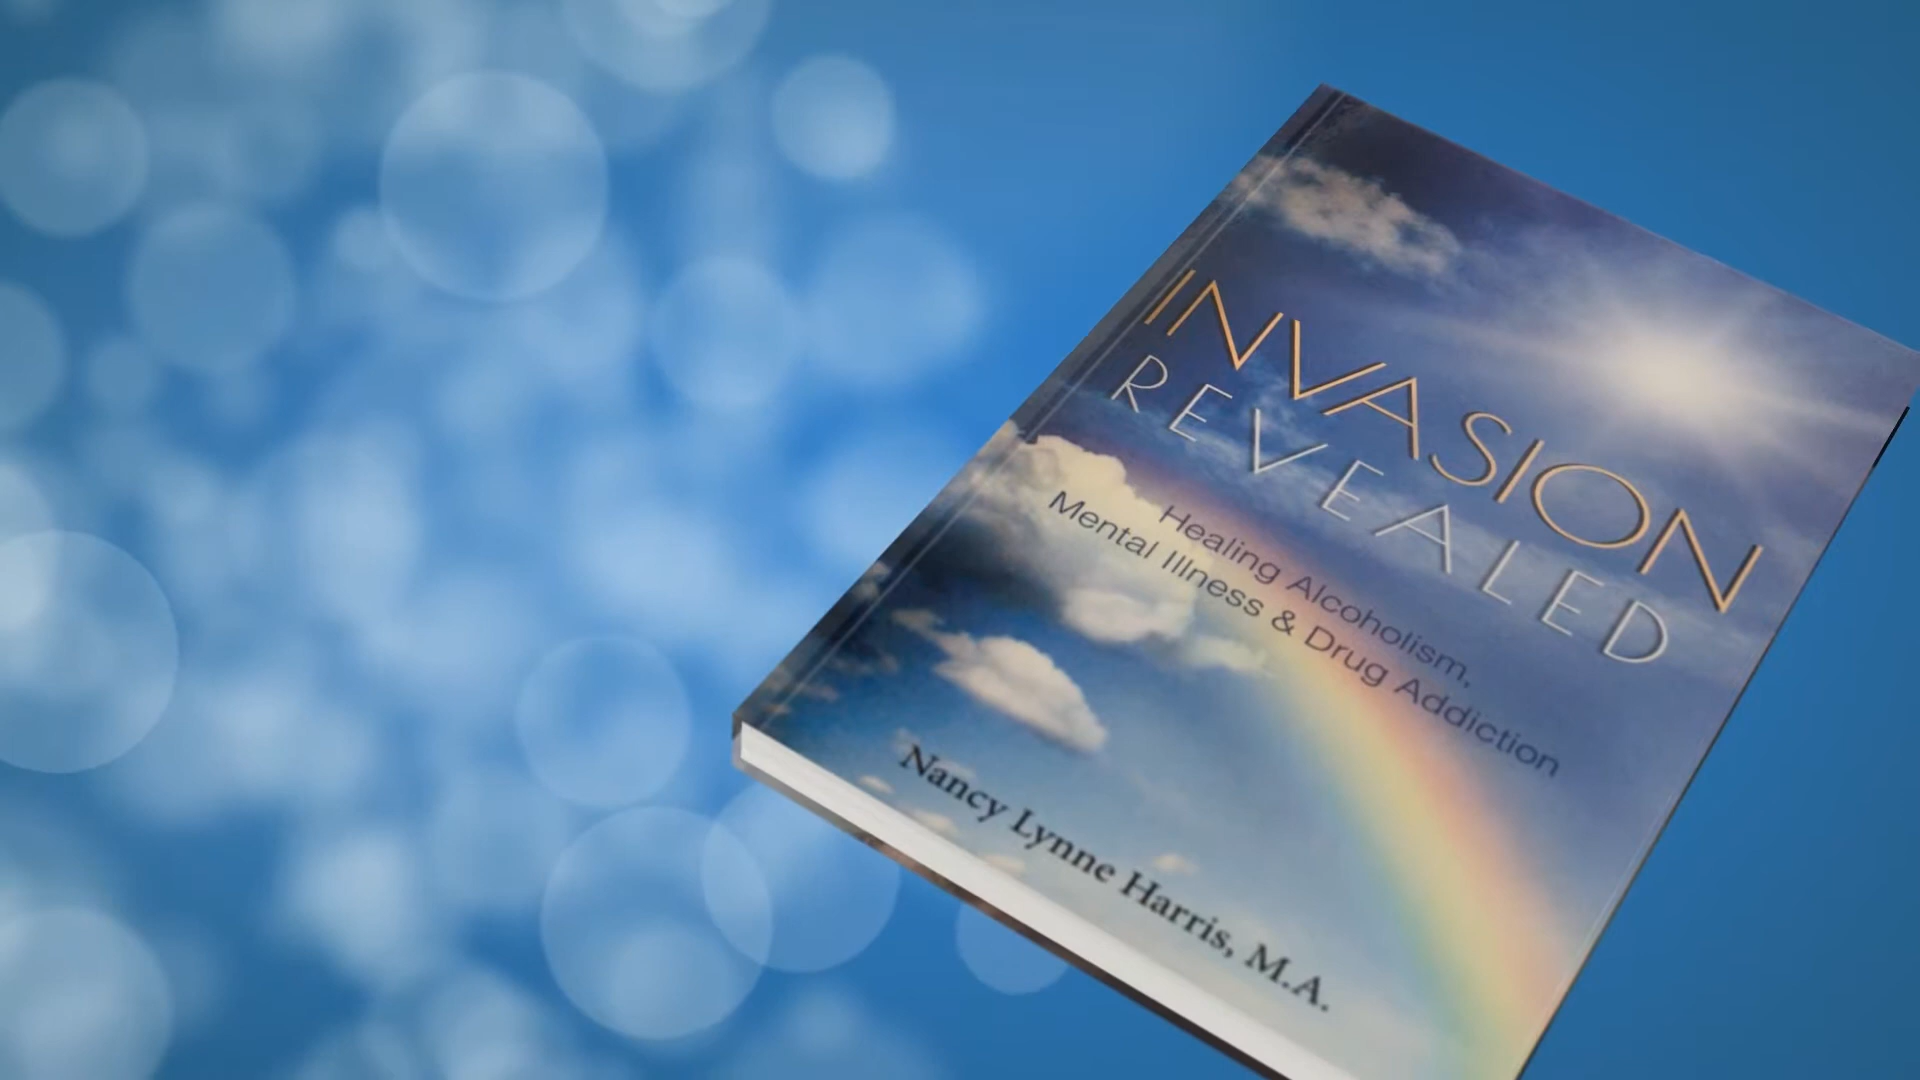 INVASION
REVEALED
Healing Alcoholism,
Mental Illness & Drug Addiction
Nancy Lynne Harris, M.A.